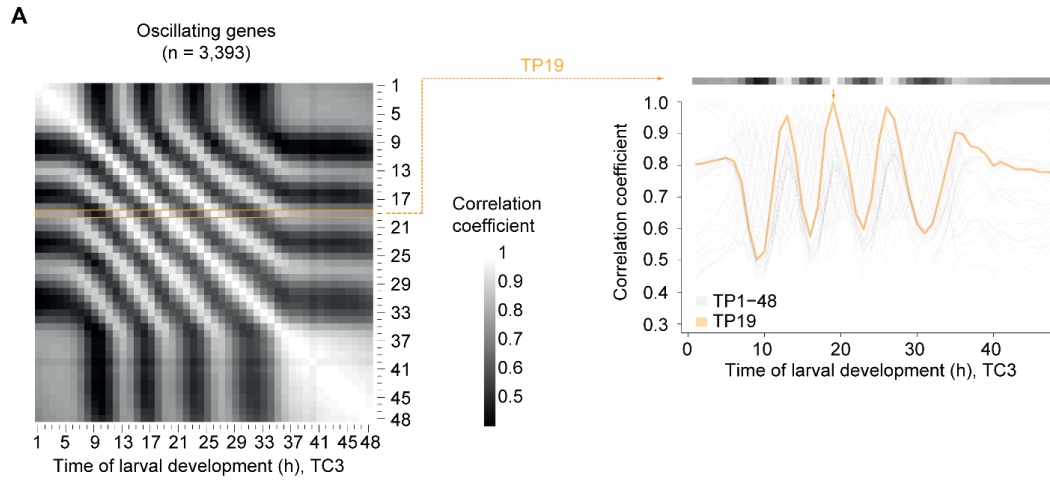 A
Oscillating genes
(n = 3,393)
TP19
1
5
9
13
17
21
25
29
33
37
41
45
48
1 5 9 13 17 21 25 29 33 37 41 45 48
Time of larval development (h), TC3
Correlation
coefficient
1
0.9
0.8
0.7
0.6
0.5
Correlation coefficient
1.0
0.9
0.8
0.7
0.6
0.5
0.4
0.3
TP1–48
TP19
0 10 20 30 40
Time of larval development (h), TC3